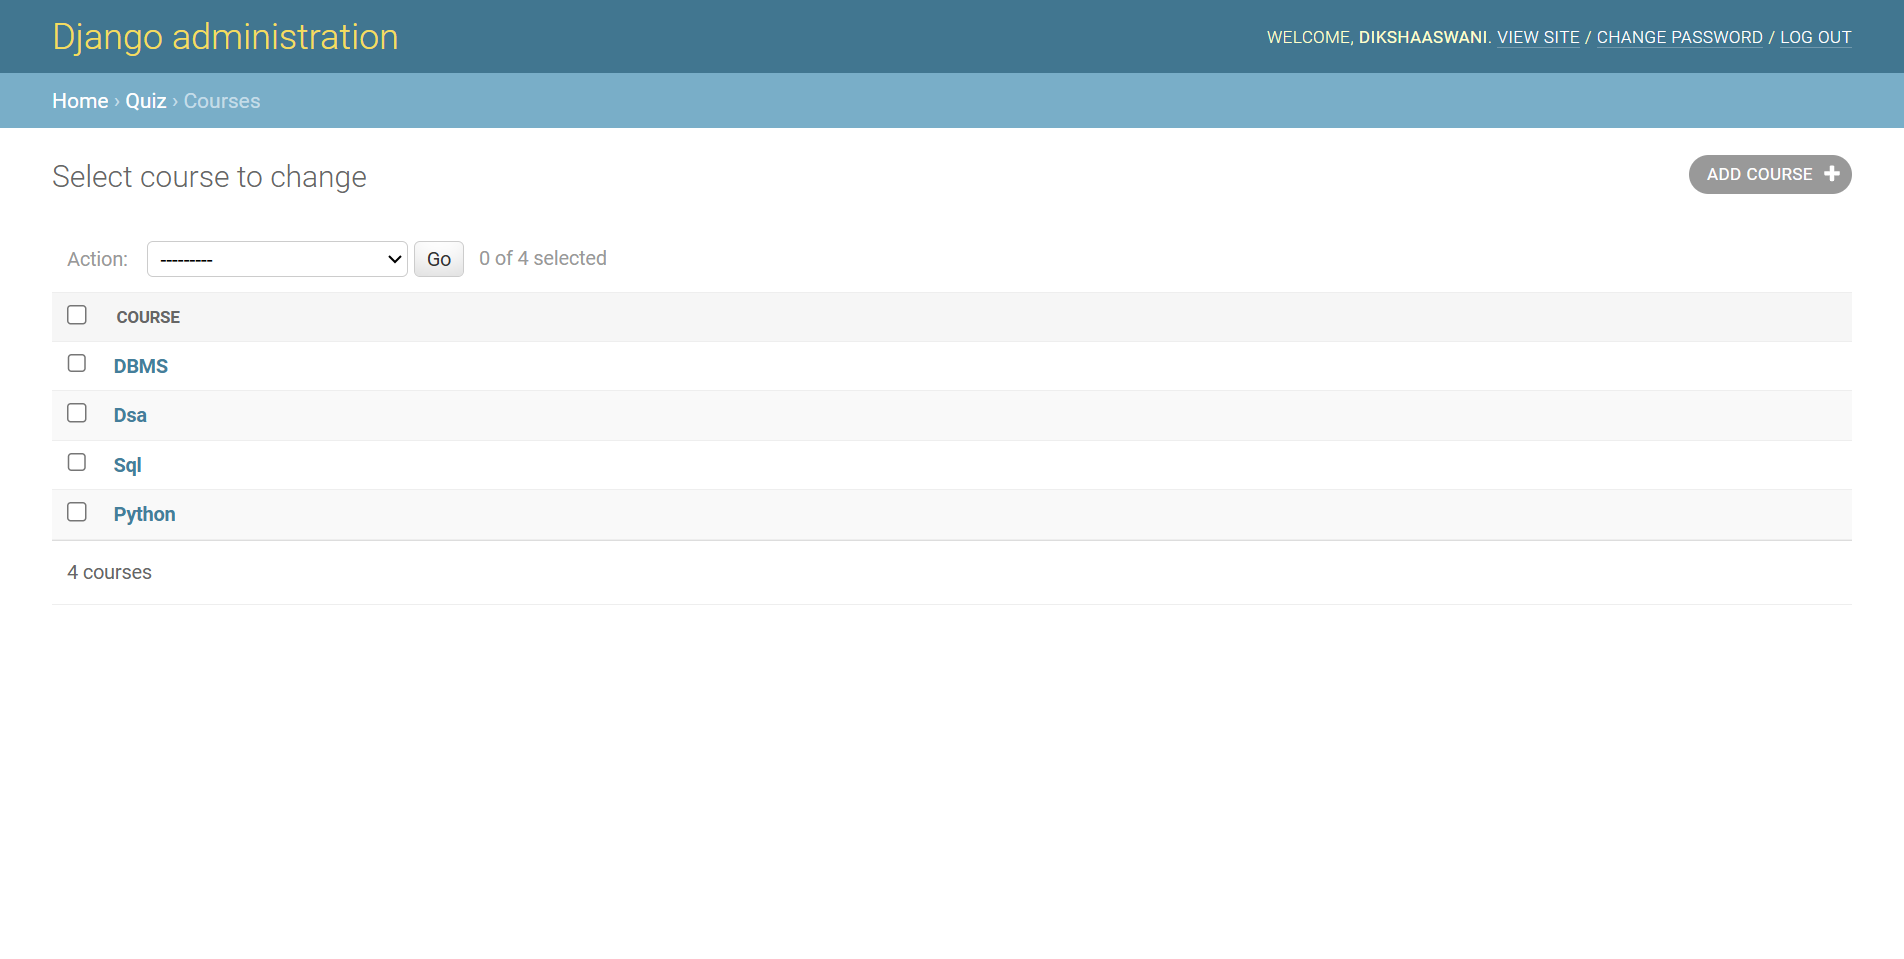 Django administration
WELCOME, DIKSHAASWANI. VIEW SITE / CHANGE PASSWORD / LOG OUT
Home › Quiz › Courses
Select course to change
ADD COURSE
Action: --------- Go 0 of 4 selected
COURSE
DBMS
Dsa
Sql
Python
4 courses